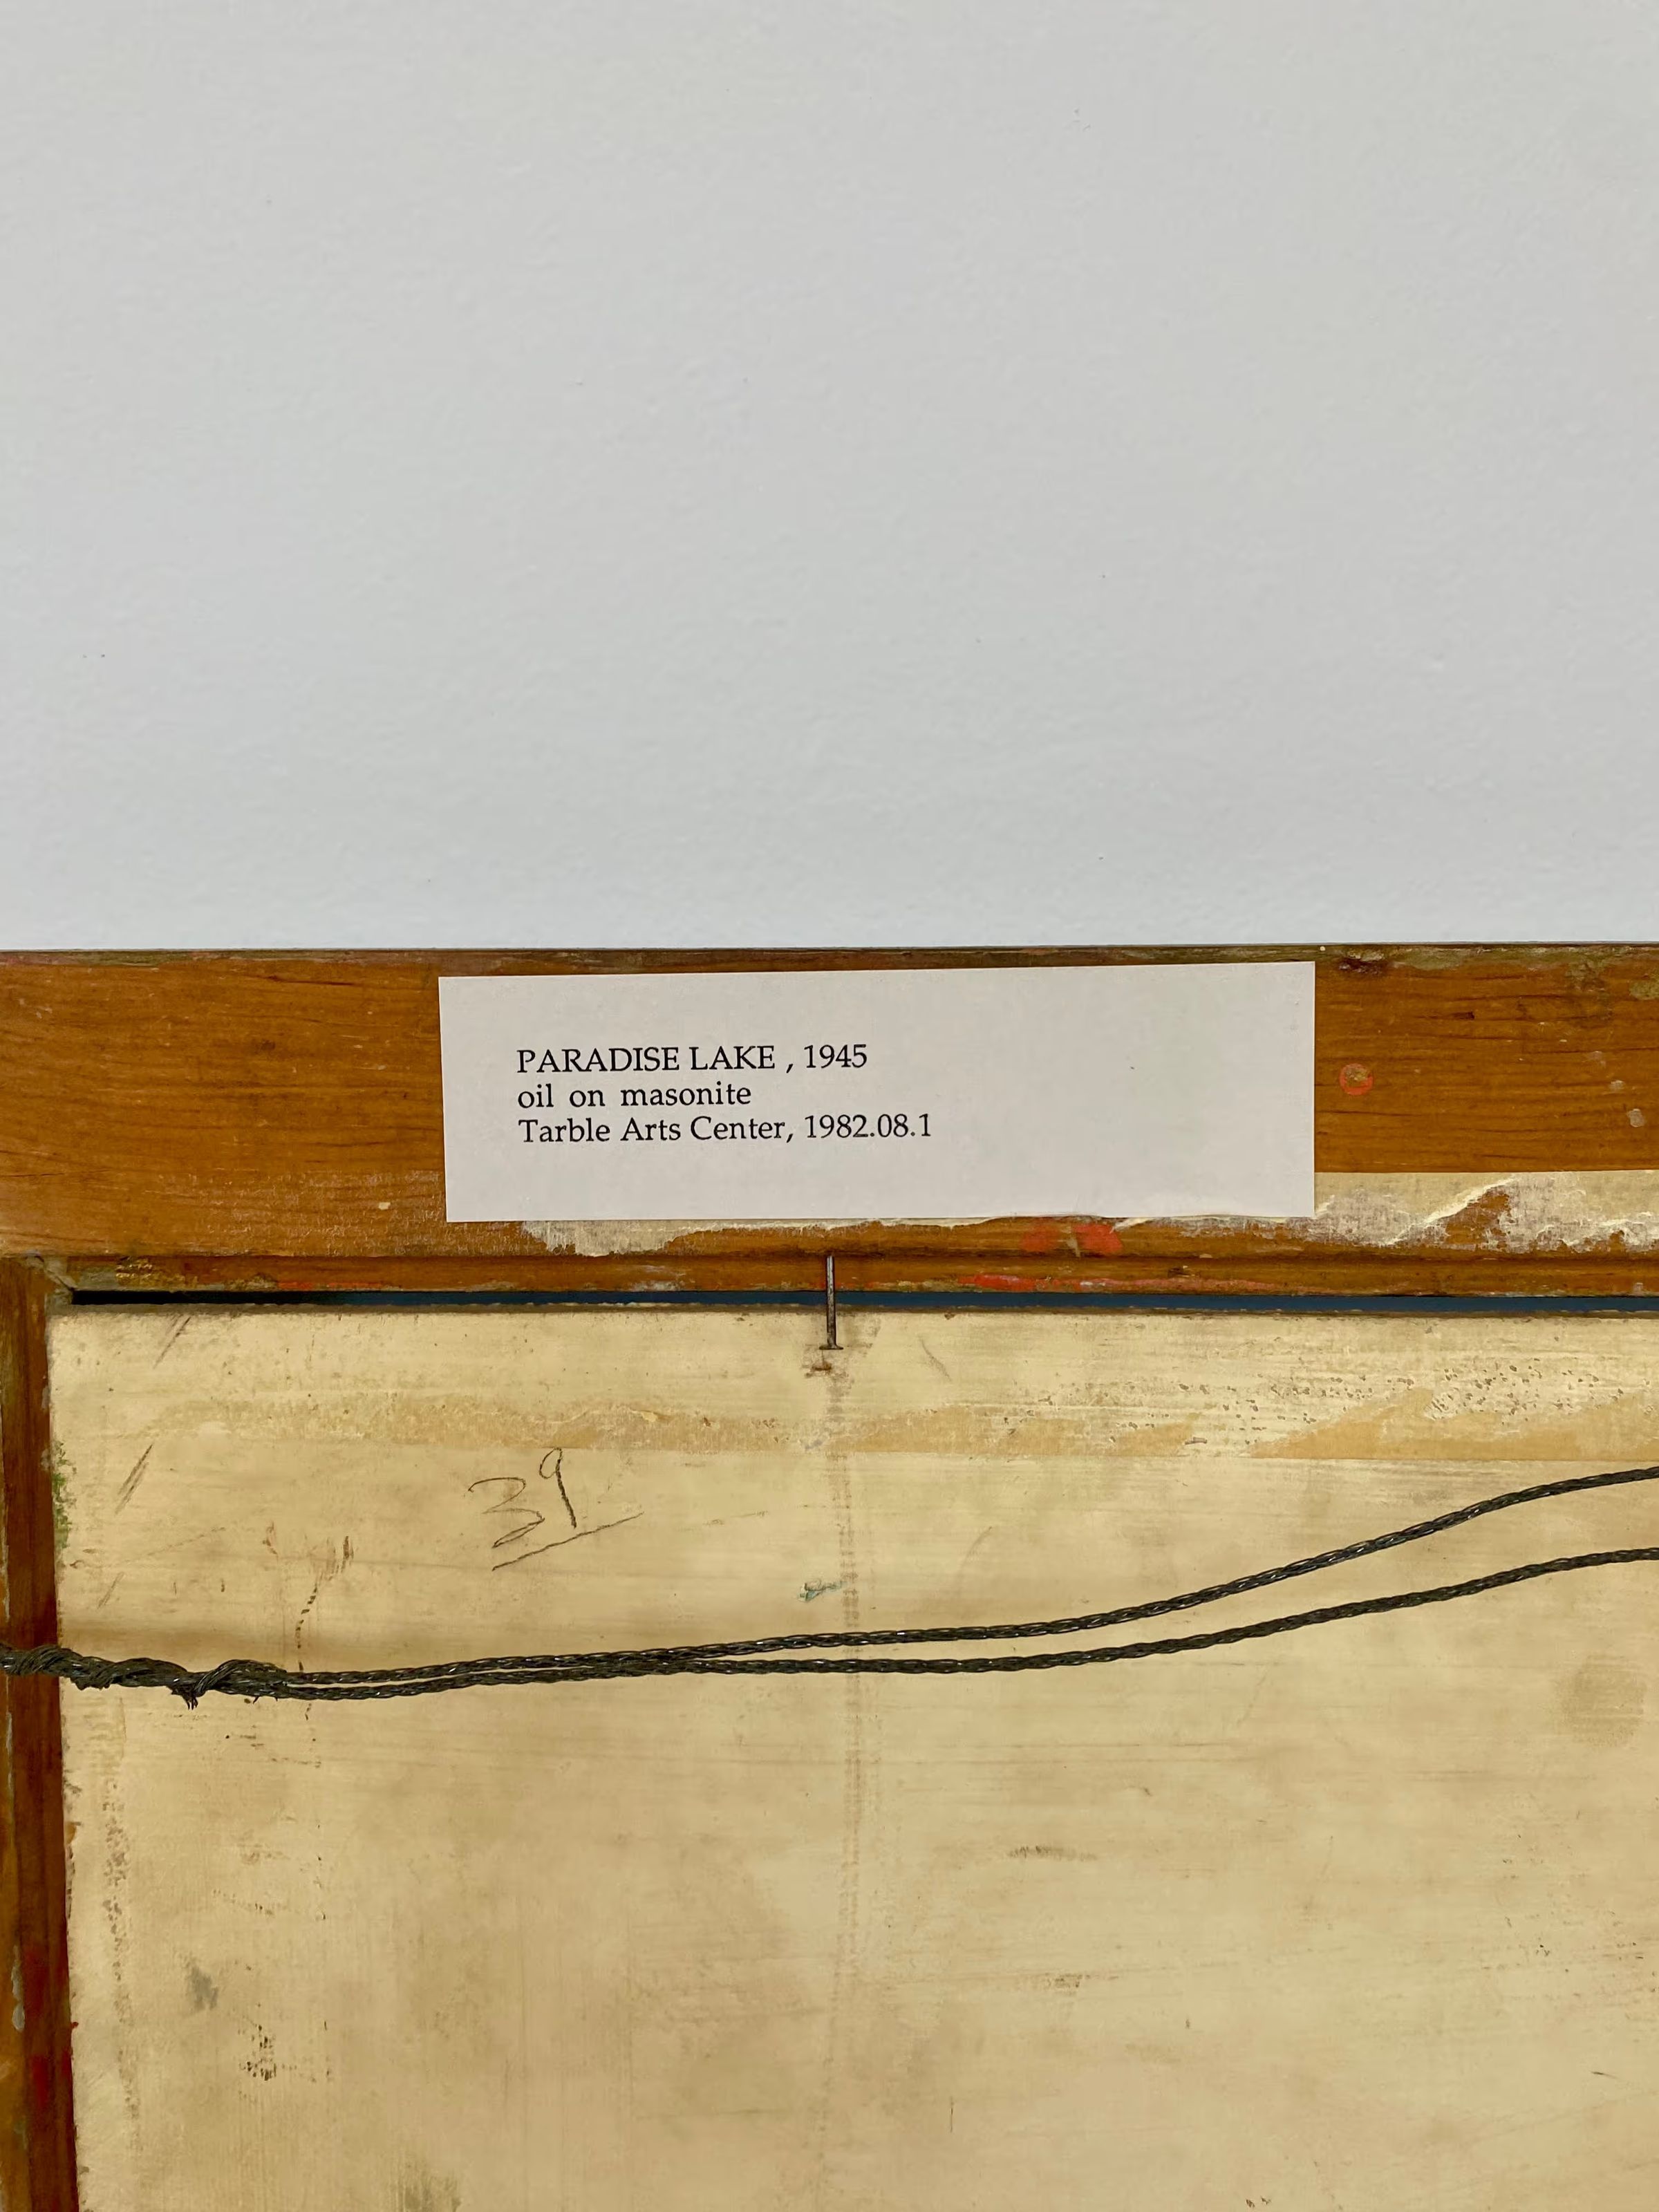 PARADISE LAKE , 1945
oil on masonite
Tarble Arts Center, 1982.08.1
39